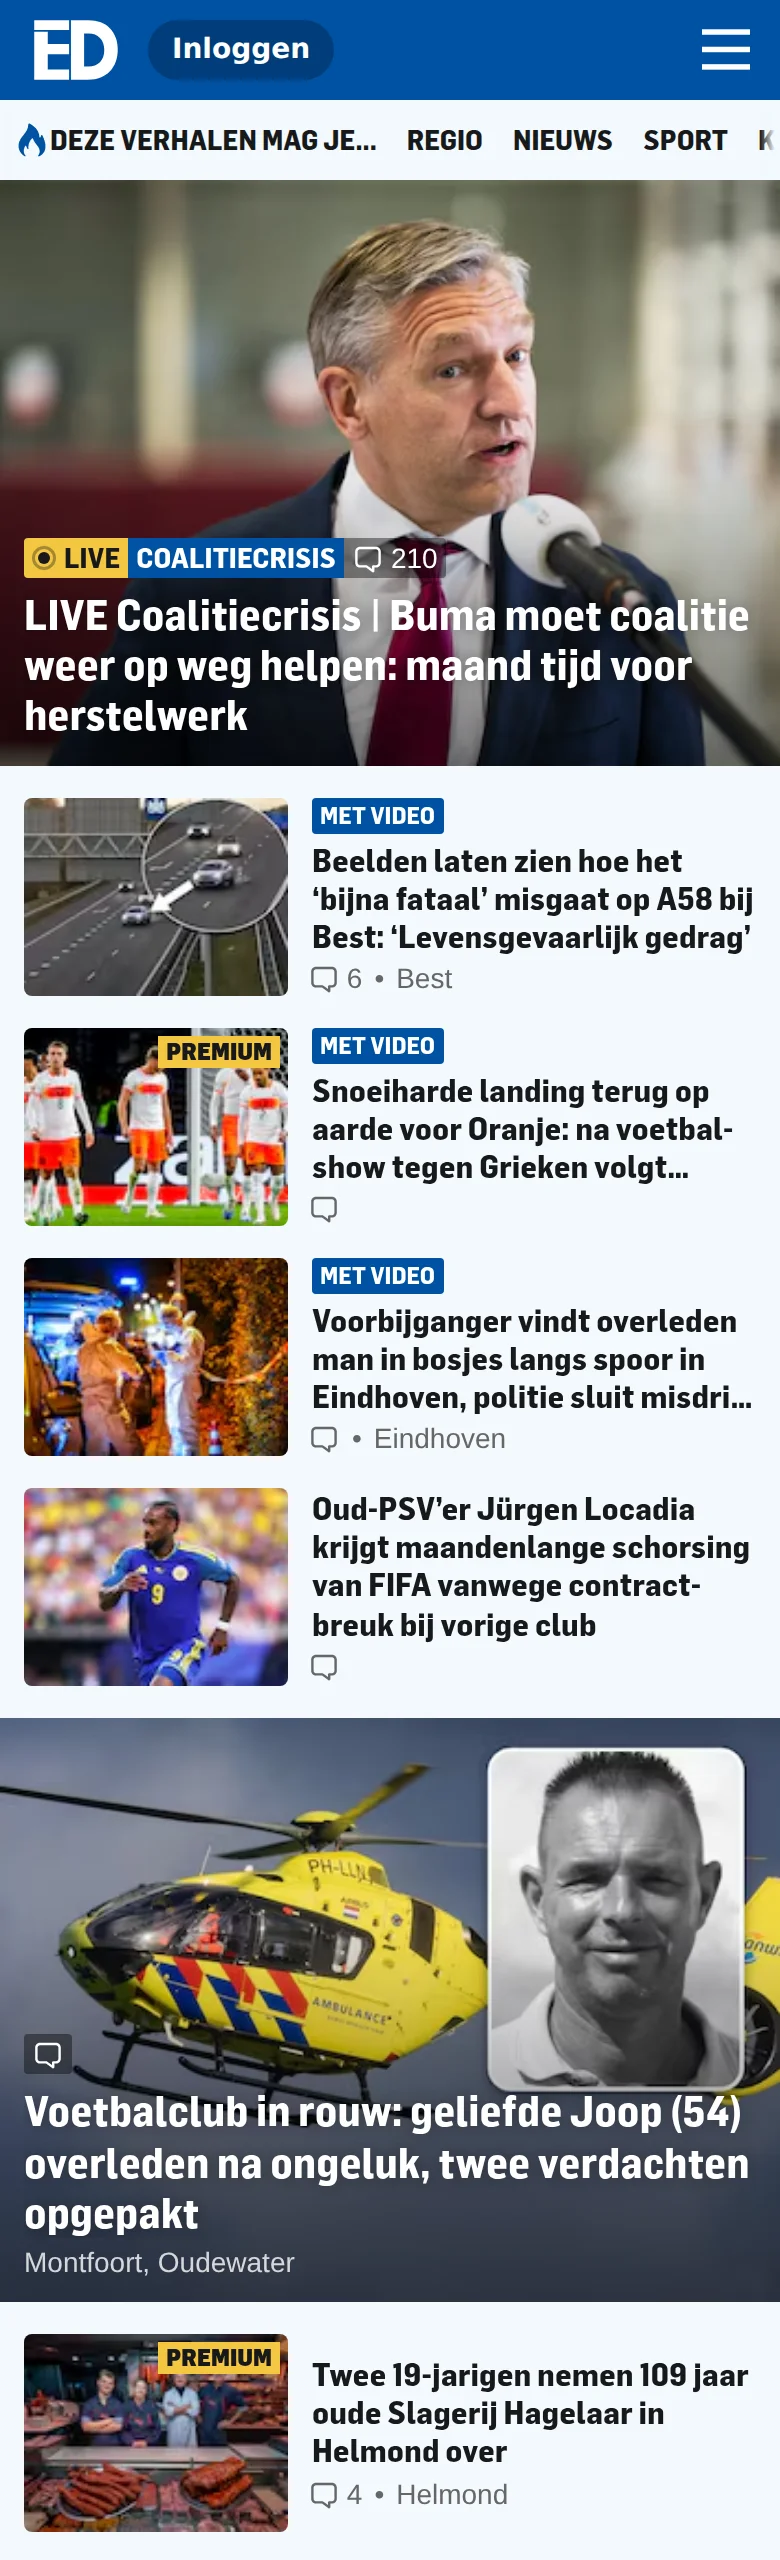 ED Inloggen
DEZE VERHALEN MAG JE... REGIO NIEUWS SPORT K
LIVE COALITIECRISIS 210
LIVE Coalitiecrisis | Buma moet coalitie
weer op weg helpen: maand tijd voor
herstelwerk
MET VIDEO
Beelden laten zien hoe het
‘bijna fataal’ misgaat op A58 bij
Best: ‘Levensgevaarlijk gedrag’
6 • Best
PREMIUM
MET VIDEO
Snoeiharde landing terug op
aarde voor Oranje: na voetbal-
show tegen Grieken volgt...
MET VIDEO
Voorbijganger vindt overleden
man in bosjes langs spoor in
Eindhoven, politie sluit misdri...
• Eindhoven
9
Oud-PSV’er Jürgen Locadia
krijgt maandenlange schorsing
van FIFA vanwege contract-
breuk bij vorige club
PH-LLN
AMBULANCE
Voetbalclub in rouw: geliefde Joop (54)
overleden na ongeluk, twee verdachten
opgepakt
Montfoort, Oudewater
PREMIUM
Twee 19-jarigen nemen 109 jaar
oude Slagerij Hagelaar in
Helmond over
4 • Helmond